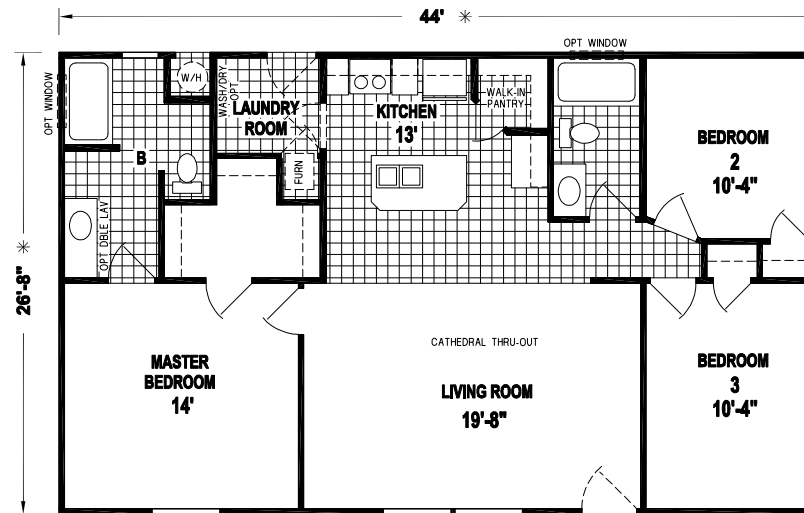 44' ✳
OPT WINDOW
OPT WINDOW
W/H
WASH/DRY
OPT
LAUNDRY
ROOM
KITCHEN
13'
WALK-IN
PANTRY
BEDROOM
2
10'-4"
B
FURN
OPT DBLE LAV
26'-8" ✳
CATHEDRAL THRU-OUT
MASTER
BEDROOM
14'
LIVING ROOM
19'-8"
BEDROOM
3
10'-4"